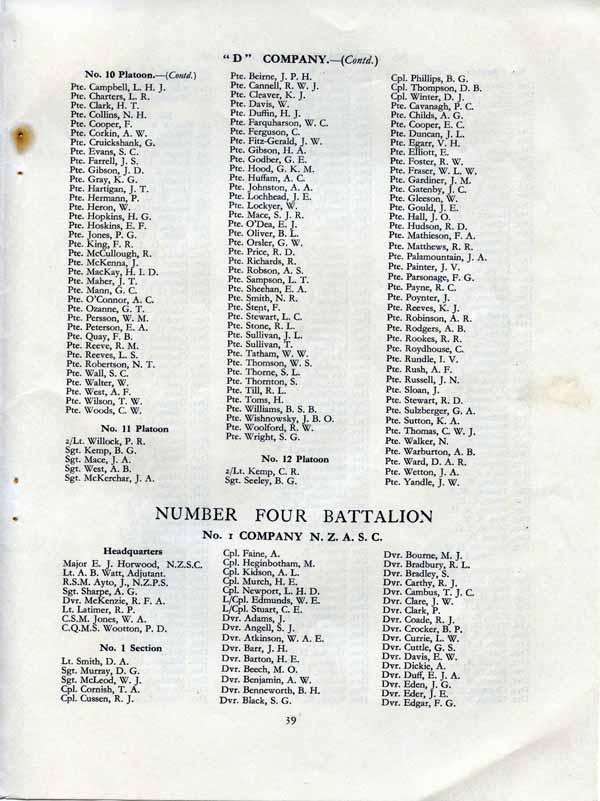 "D" COMPANY.—(Contd.)
No. 10 Platoon.—(Contd.)
Pte. Campbell, L. H. J.
Pte. Charters, L. R.
Pte. Clark, H. T.
Pte. Collins, N. H.
Pte. Cooper, F.
Pte. Corkin, A. W.
Pte. Cruickshank, G.
Pte. Evans, S. C.
Pte. Farrell, J. S.
Pte. Gibson, J. D.
Pte. Gray, K. G.
Pte. Hartigan, J. T.
Pte. Hermann, P.
Pte. Heron, W.
Pte. Hopkins, H. G.
Pte. Hoskins, E. F.
Pte. Jones, P. G.
Pte. King, F. R.
Pte. McCullough, R.
Pte. McKenna, J.
Pte. MacKay, H. I. D.
Pte. Maher, J. T.
Pte. Mann, G. C.
Pte. O'Connor, A. C.
Pte. Ozanne, G. T.
Pte. Persson, W. M.
Pte. Peterson, E. A.
Pte. Quay, F. B.
Pte. Reeve, R. M.
Pte. Reeves, L. S.
Pte. Robertson, N. T.
Pte. Wall, S. C.
Pte. Walter, W.
Pte. West, A. F.
Pte. Wilson, T. W.
Pte. Woods, C. W.
No. 11 Platoon
2/Lt. Willock, P. R.
Sgt. Kemp, B. G.
Sgt. Mace, J. A.
Sgt. West, A. B.
Sgt. McKerchar, J. A.
Pte. Beirne, J. P. H.
Pte. Cannell, R. W. J.
Pte. Cleaver, K. J.
Pte. Davis, W.
Pte. Duffin, H. J.
Pte. Farquharson, W. C.
Pte. Ferguson, C.
Pte. Fitz-Gerald, J. W.
Pte. Gibson, H. A.
Pte. Godber, G. E.
Pte. Hood, G. K. M.
Pte. Huffam, A. C.
Pte. Johnston, A. A.
Pte. Lochhead, J. E.
Pte. Lockyer, W.
Pte. Mace, S. J. R.
Pte. O'Dea, E. J.
Pte. Oliver, B. L.
Pte. Orsler, G. W.
Pte. Price, R. D.
Pte. Richards, R.
Pte. Robson, A. S.
Pte. Sampson, L. T.
Pte. Sheehan, E. A.
Pte. Smith, N. R.
Pte. Stent, F.
Pte. Stewart, L. C.
Pte. Stone, R. L.
Pte. Sullivan, J. L.
Pte. Sullivan, T.
Pte. Tatham, W. W.
Pte. Thomson, W. S.
Pte. Thorne, S. L.
Pte. Thornton, S.
Pte. Till, R. L.
Pte. Toms, H.
Pte. Williams, B. S. B.
Pte. Wishnowsky, J. B. O.
Pte. Woolford, R. W.
Pte. Wright, S. G.
No. 12 Platoon
2/Lt. Kemp, C. R.
Sgt. Seeley, B. G.
Cpl. Phillips, B. G.
Cpl. Thompson, D. B.
Cpl. Winter, D. J.
Pte. Cavanagh, P. C.
Pte. Childs, A. G.
Pte. Cooper, E. C.
Pte. Duncan, J. L.
Pte. Egarr, V. H.
Pte. Elliott, E.
Pte. Foster, R. W.
Pte. Fraser, W. L. W.
Pte. Gardiner, J. M.
Pte. Gatenby, J. C.
Pte. Gleeson, W.
Pte. Gould, J. E.
Pte. Hall, J. O.
Pte. Hudson, R. D.
Pte. Mathieson, F. A.
Pte. Matthews, R. R.
Pte. Palamountain, J. A.
Pte. Painter, J. V.
Pte. Parsonage, F. G.
Pte. Payne, R. C.
Pte. Poynter, J.
Pte. Reeves, K. J.
Pte. Robinson, A. R.
Pte. Rodgers, A. B.
Pte. Rookes, R. R.
Pte. Roydhouse, C.
Pte. Rundle, I. V.
Pte. Rush, A. F.
Pte. Russell, J. N.
Pte. Sloan, J.
Pte. Stewart, R. D.
Pte. Sulzberger, G. A.
Pte. Sutton, K. A.
Pte. Thomas, C. W. J.
Pte. Walker, N.
Pte. Warburton, A. B.
Pte. Ward, D. A. R.
Pte. Wetton, J. A.
Pte. Yandle, J. W.
NUMBER FOUR BATTALION
No. 1 COMPANY N. Z. A. S. C.
Headquarters
Major E. J. Horwood, N.Z.S.C.
Lt. A. B. Watt, Adjutant.
R.S.M. Ayto, J., N.Z.P.S.
Sgt. Sharpe, A. G.
Dvr. McKenzie, R. F. A.
Lt. Latimer, R. P.
C.S.M. Jones, W. A.
C.Q.M.S. Wootton, P. D.
No. 1 Section
Lt. Smith, D. A.
Sgt. Murray, D. G.
Sgt. McLeod, W. J.
Cpl. Cornish, T. A.
Cpl. Cussen, R. J.
Cpl. Faine, A.
Cpl. Heginbotham, M.
Cpl. Kidson, A. L.
Cpl. Murch, H. E.
Cpl. Newport, L. H. D.
L/Cpl. Edmunds, W. E.
L/Cpl. Stuart, C. E.
Dvr. Adams, J.
Dvr. Angell, S. J.
Dvr. Atkinson, W. A. E.
Dvr. Barr, J. H.
Dvr. Barton, H. E.
Dvr. Beech, M. O.
Dvr. Benjamin, A. W.
Dvr. Benneworth, B. H.
Dvr. Black, S. G.
Dvr. Bourne, M. J.
Dvr. Bradbury, R. L.
Dvr. Bradley, S.
Dvr. Carthy, R. J.
Dvr. Cambus, T. J. C.
Dvr. Clare, J. W.
Dvr. Clark, P.
Dvr. Coade, R. J.
Dvr. Crocker, B. P.
Dvr. Currie, L. W.
Dvr. Cuttle, G. S.
Dvr. Davis, E. W.
Dvr. Dickie, A.
Dvr. Duff, E. J. A.
Dvr. Eden, J. G.
Dvr. Eder, J. E.
Dvr. Edgar, F. G.
39